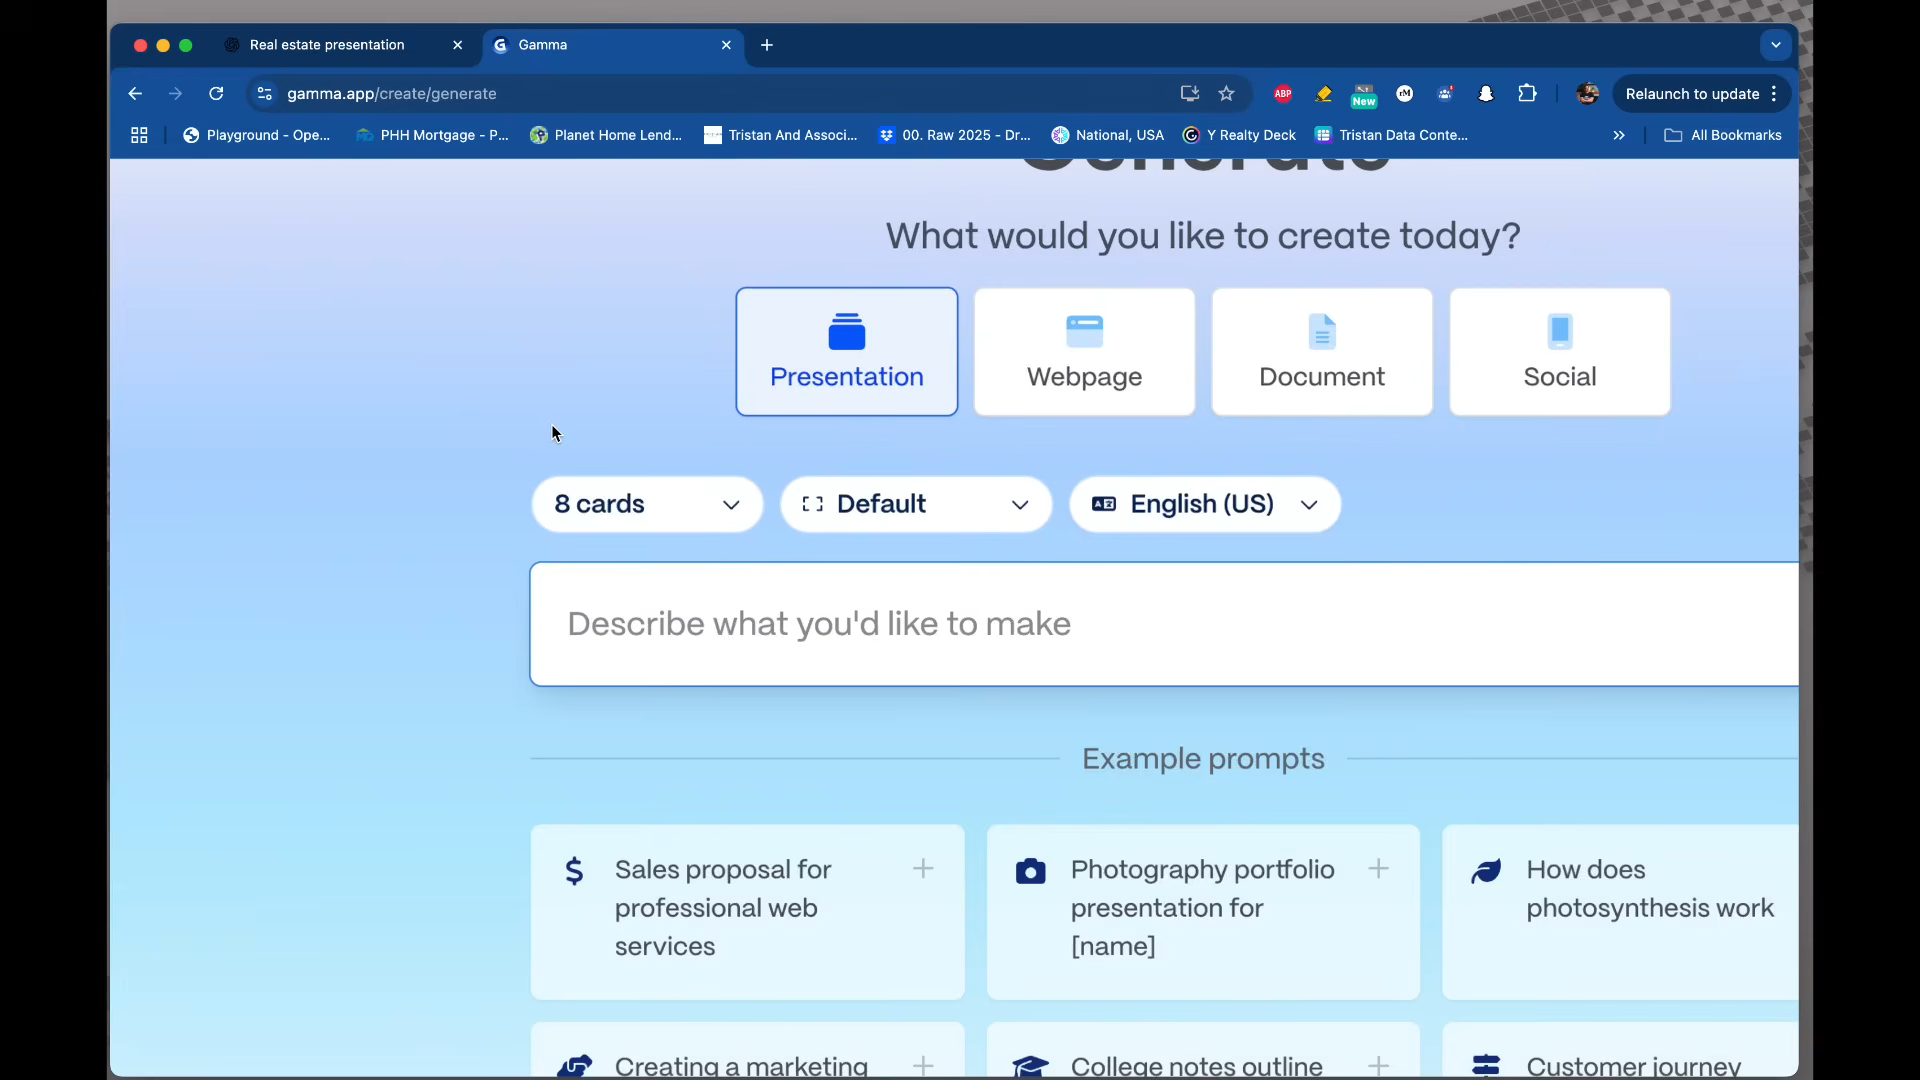 Real estate presentation
Gamma
gamma.app/create/generate
ABP
New
rM
Relaunch to update
Playground - Ope...
PHH Mortgage - P...
Planet Home Lend...
Tristan And Associ...
00. Raw 2025 - Dr...
National, USA
Y Realty Deck
Tristan Data Conte...
All Bookmarks
Generate
What would you like to create today?
Presentation
Webpage
Document
Social
8 cards
Default
English (US)
Describe what you'd like to make
Example prompts
Sales proposal for
professional web
services
Photography portfolio
presentation for
[name]
How does
photosynthesis work
Creating a marketing
College notes outline
Customer journey